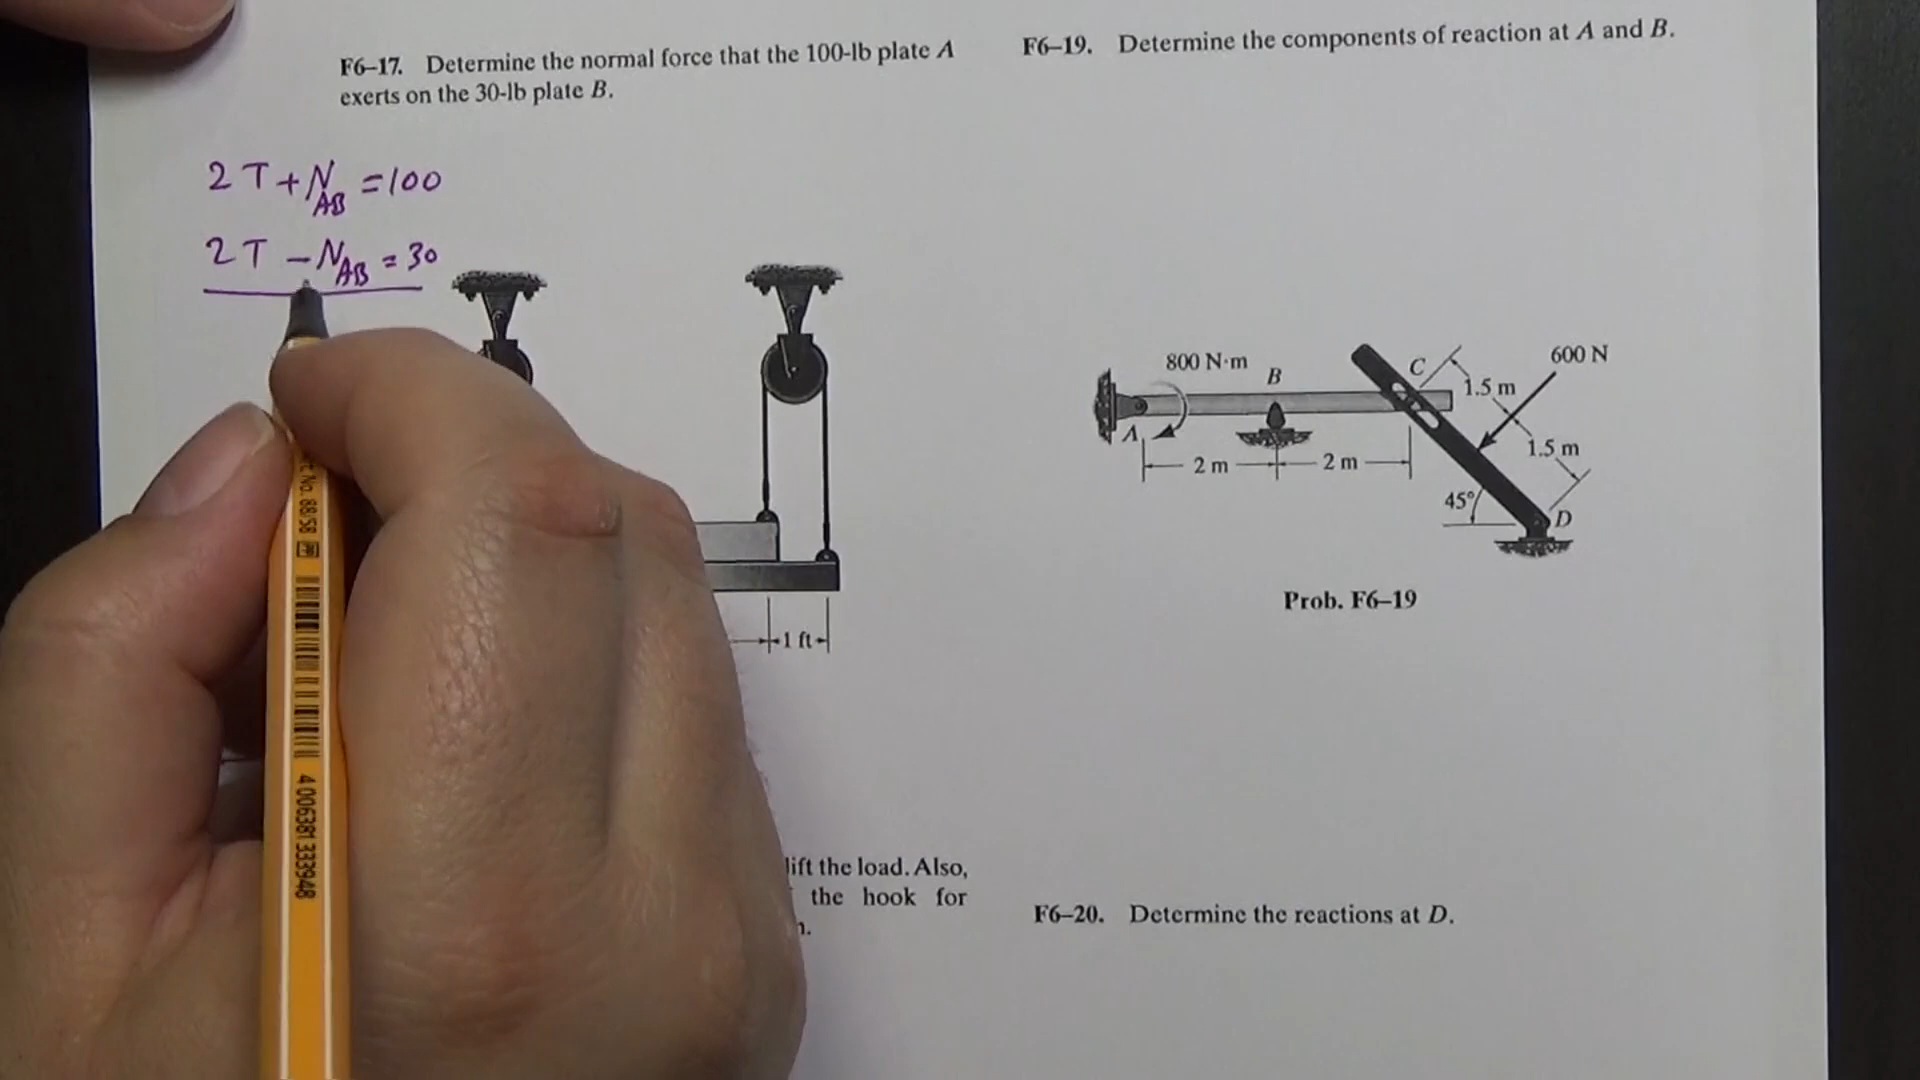 F6–17. Determine the normal force that the 100-lb plate A
exerts on the 30-lb plate B.
2T+N_AB =100
2T -N_AB = 30
1 ft
lift the load. Also,
the hook for
F6–19. Determine the components of reaction at A and B.
800 N·m
B
C
600 N
1.5 m
A
1.5 m
2 m
2 m
45°
D
Prob. F6–19
F6–20. Determine the reactions at D.
No. 88/58
4 006381 333948